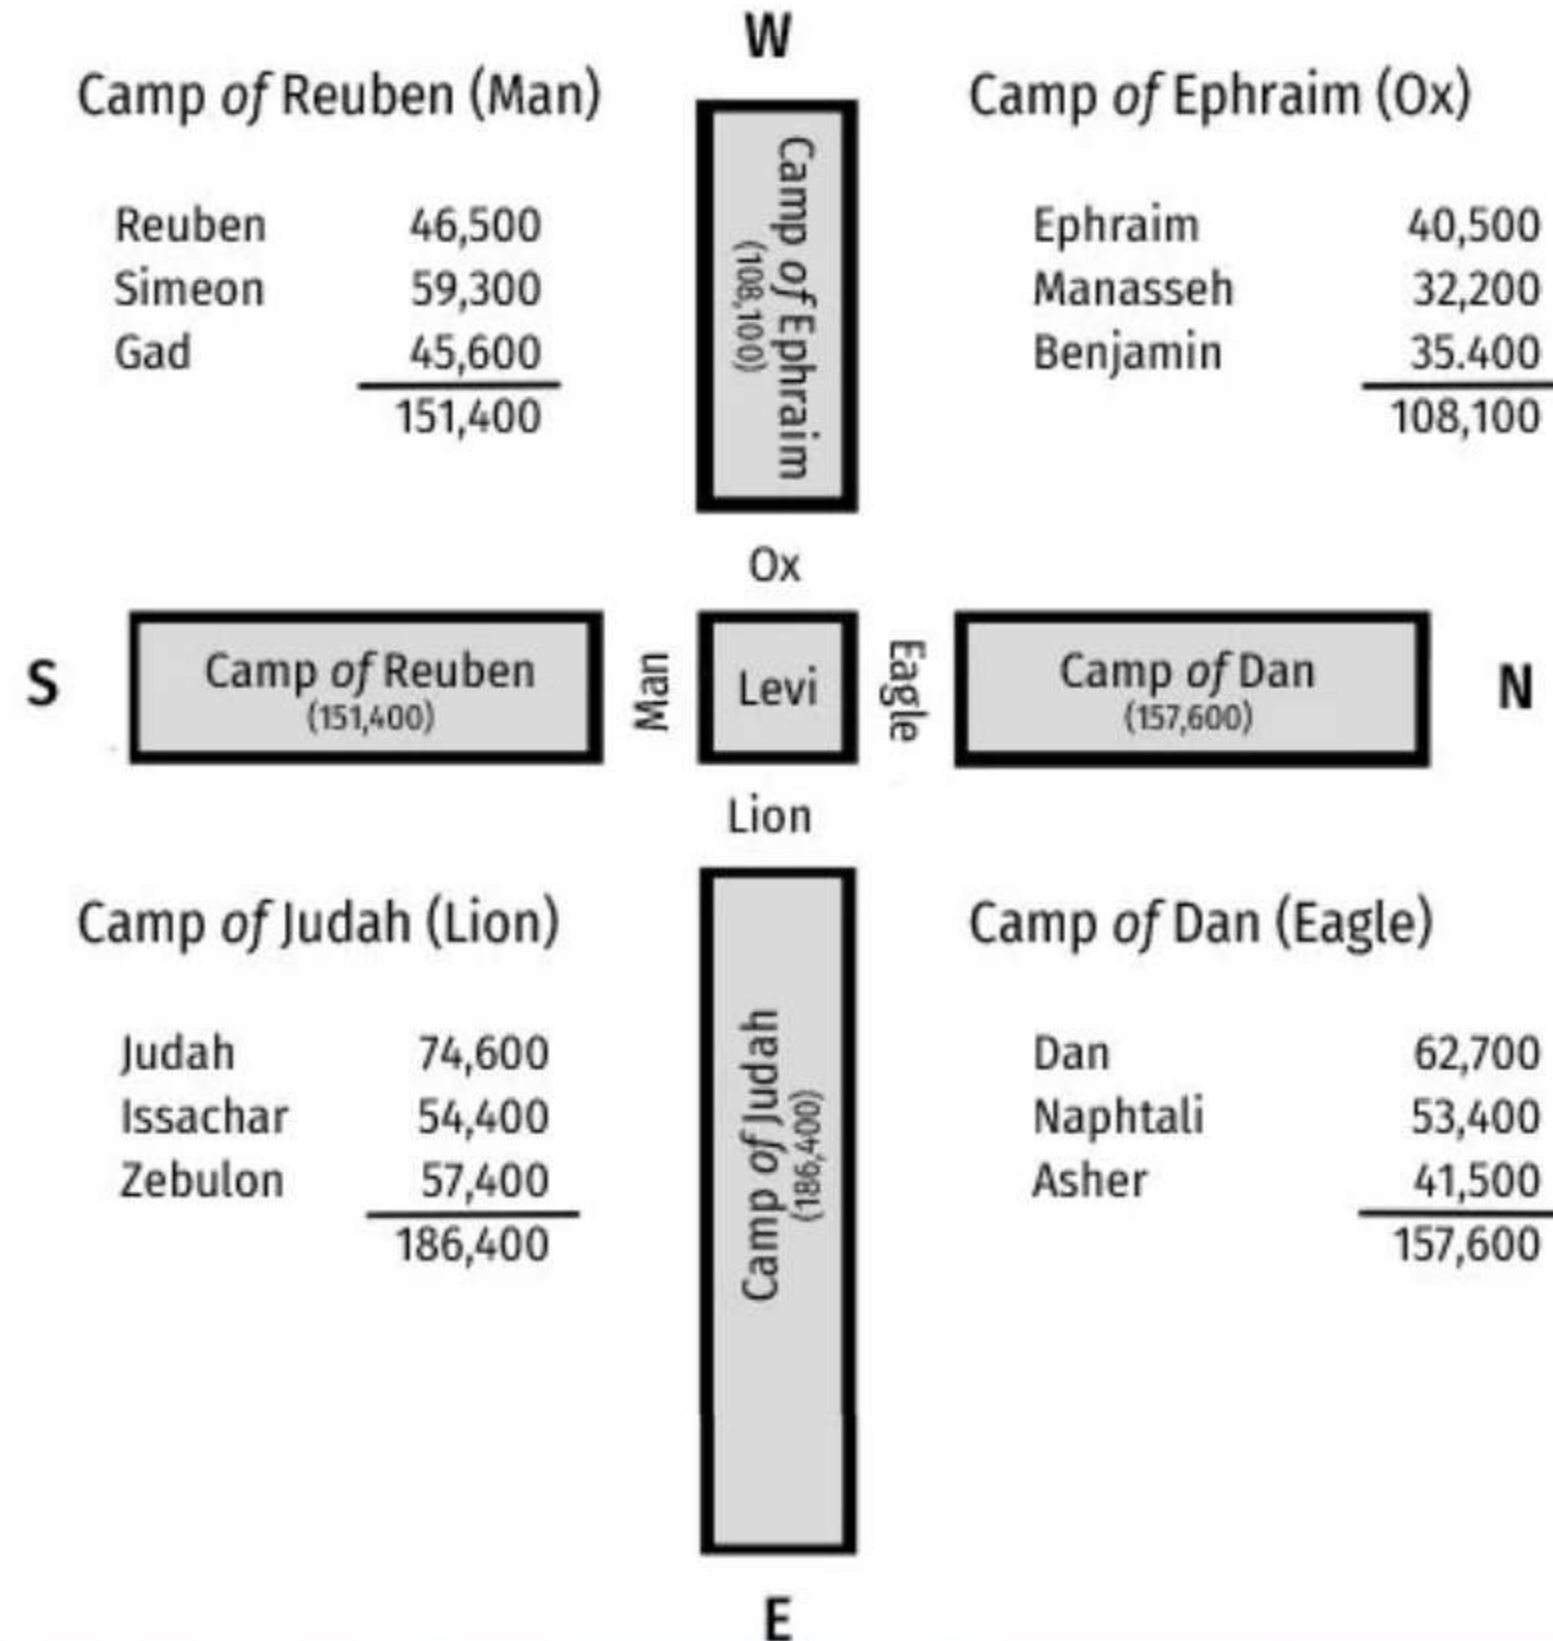 W
Camp of Reuben (Man)
Reuben 46,500
Simeon 59,300
Gad 45,600
151,400
Camp of Ephraim
(108,100)
Camp of Ephraim (Ox)
Ephraim 40,500
Manasseh 32,200
Benjamin 35.400
108,100
Ox
S
Camp of Reuben
(151,400)
Man
Levi
Eagle
Camp of Dan
(157,600)
N
Lion
Camp of Judah (Lion)
Judah 74,600
Issachar 54,400
Zebulon 57,400
186,400
Camp of Judah
(186,400)
Camp of Dan (Eagle)
Dan 62,700
Naphtali 53,400
Asher 41,500
157,600
E